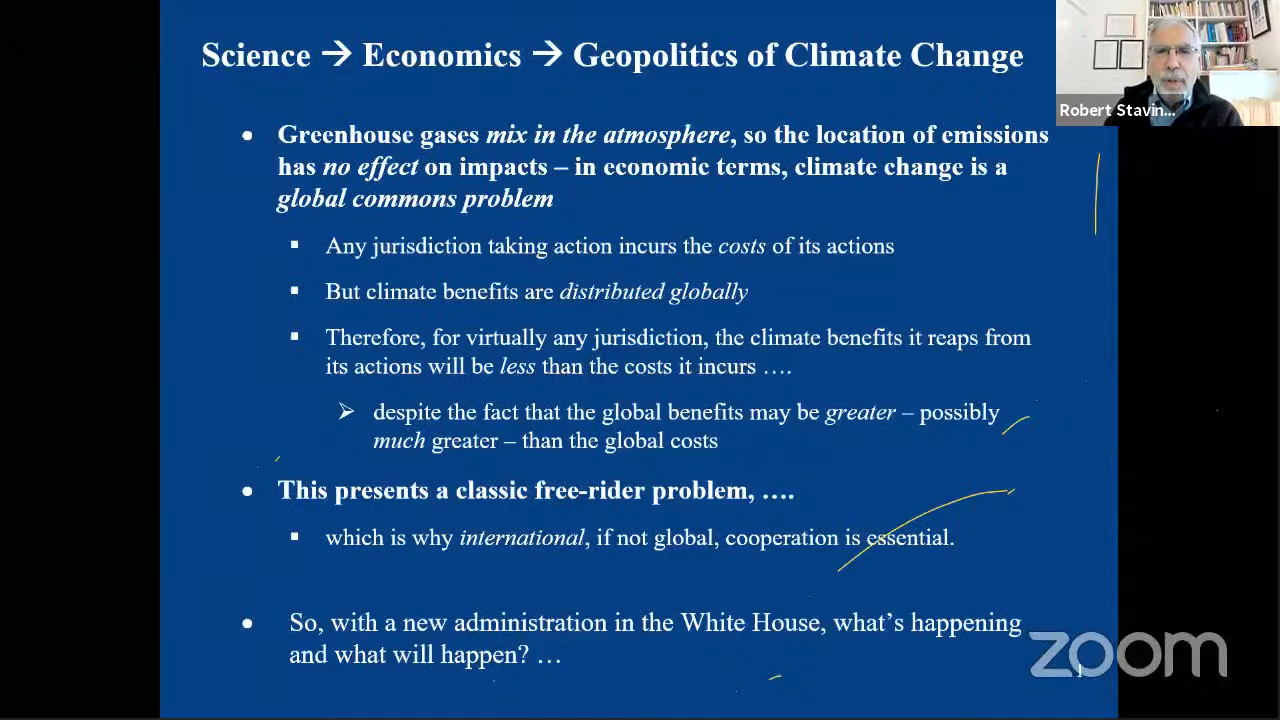 Science → Economics → Geopolitics of Climate Change
Robert Stavin...
• Greenhouse gases mix in the atmosphere, so the location of emissions
has no effect on impacts – in economic terms, climate change is a
global commons problem
▪ Any jurisdiction taking action incurs the costs of its actions
▪ But climate benefits are distributed globally
▪ Therefore, for virtually any jurisdiction, the climate benefits it reaps from
its actions will be less than the costs it incurs ….
➢ despite the fact that the global benefits may be greater – possibly
much greater – than the global costs
• This presents a classic free-rider problem, ….
▪ which is why international, if not global, cooperation is essential.
• So, with a new administration in the White House, what’s happening
and what will happen? …
zoom
1